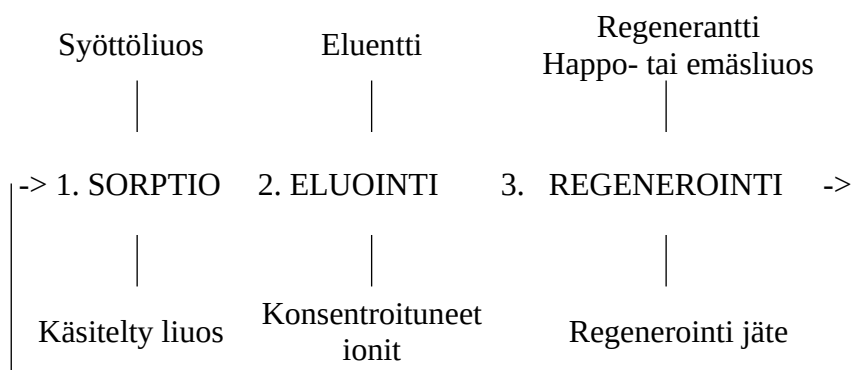 Syöttöliuos
Eluentti
Regenerantti
Happo- tai emäsliuos
-> 1. SORPTIO 2. ELUOINTI 3. REGENEROINTI ->
Käsitelty liuos
Konsentroituneet
ionit
Regenerointi jäte